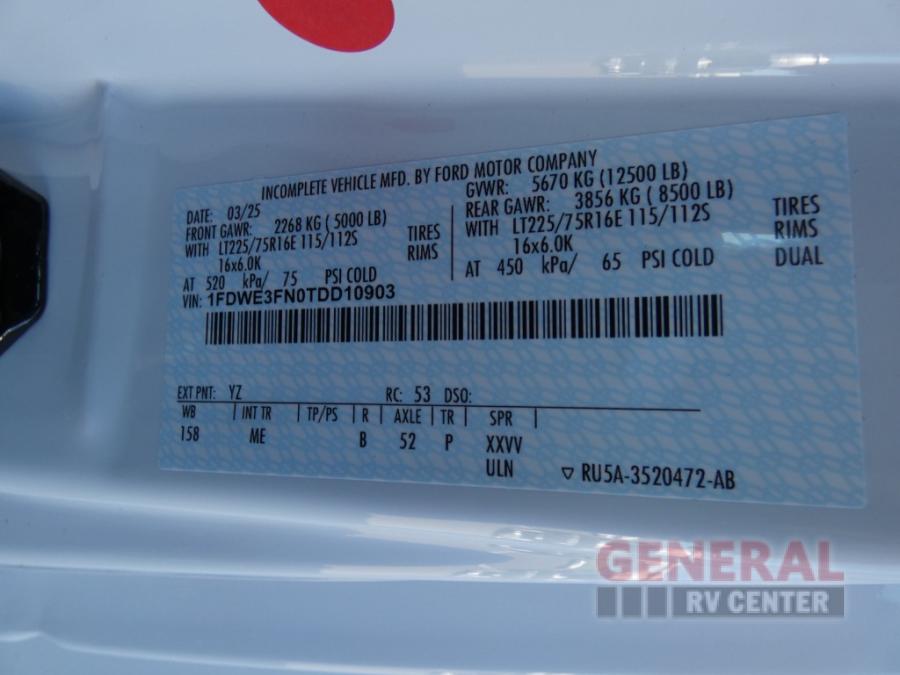 INCOMPLETE VEHICLE MFD. BY FORD MOTOR COMPANY
DATE: 03/25
FRONT GAWR: 2268 KG ( 5000 LB)
WITH LT225/75R16E 115/112S TIRES
16x6.0K RIMS
AT 520 kPa/ 75 PSI COLD
GVWR: 5670 KG (12500 LB)
REAR GAWR: 3856 KG ( 8500 LB)
WITH LT225/75R16E 115/112S TIRES
16x6.0K RIMS
AT 450 kPa/ 65 PSI COLD DUAL
VIN: 1FDWE3FN0TDD10903
EXT PNT: YZ RC: 53 DSO:
WB INT TR TP/PS R AXLE TR SPR
158 ME B 52 P XXVV
ULN RU5A-3520472-AB
GENERAL
RV CENTER